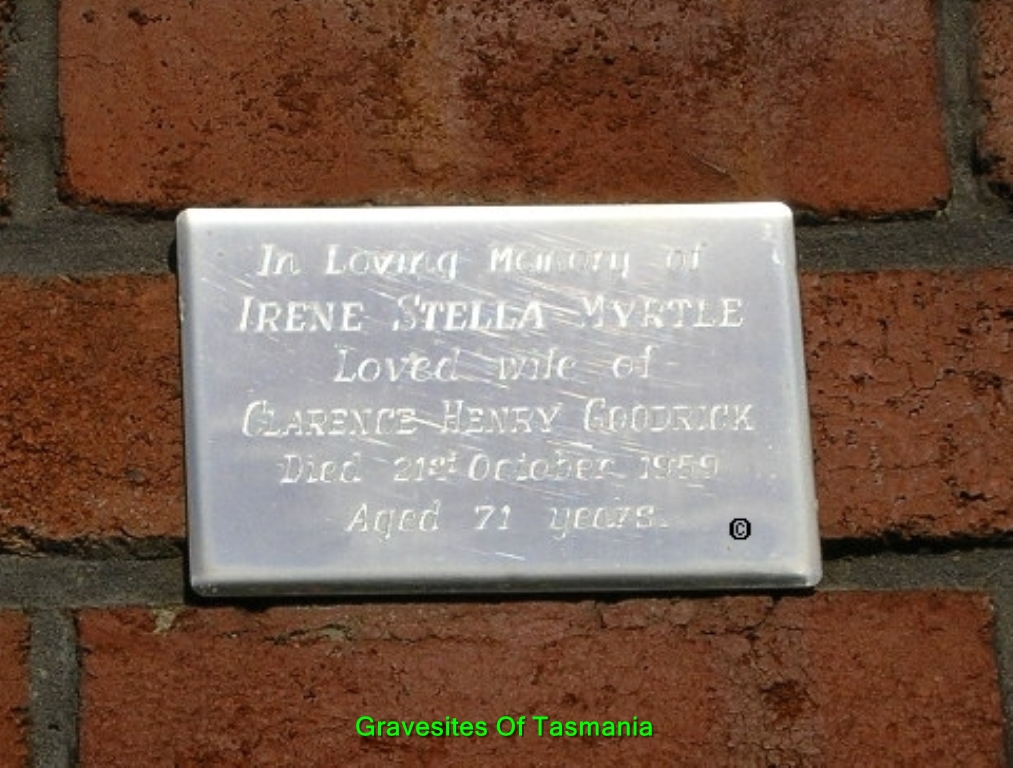 In Loving Memory of
IRENE STELLA MYRTLE
Loved wife of
CLARENCE HENRY GOODRICK
Died 21st October 1959
Aged 71 years.
©
Gravesites Of Tasmania